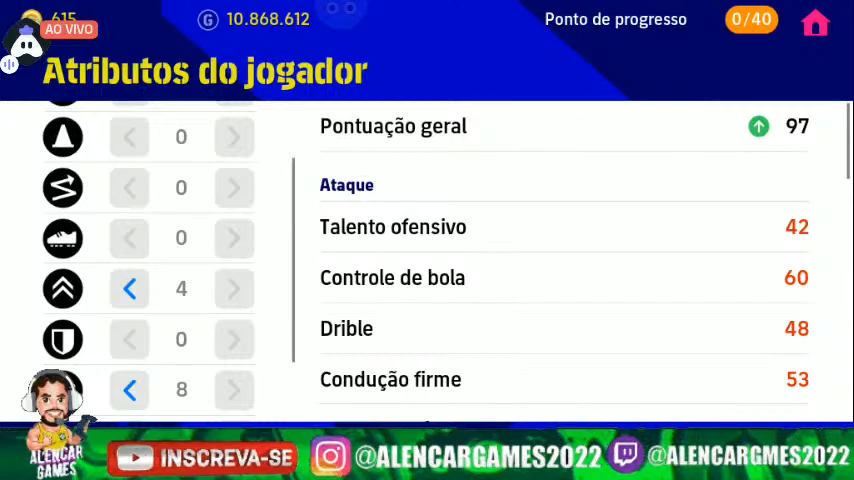 615
AO VIVO
G 10.868.612
Ponto de progresso
0/40
Atributos do jogador
0
0
0
4
0
8
Pontuação geral 97
Ataque
Talento ofensivo 42
Controle de bola 60
Drible 48
Condução firme 53
ALENCAR
GAMES
INSCREVA-SE
@ALENCARGAMES2022
@ALENCARGMES2022